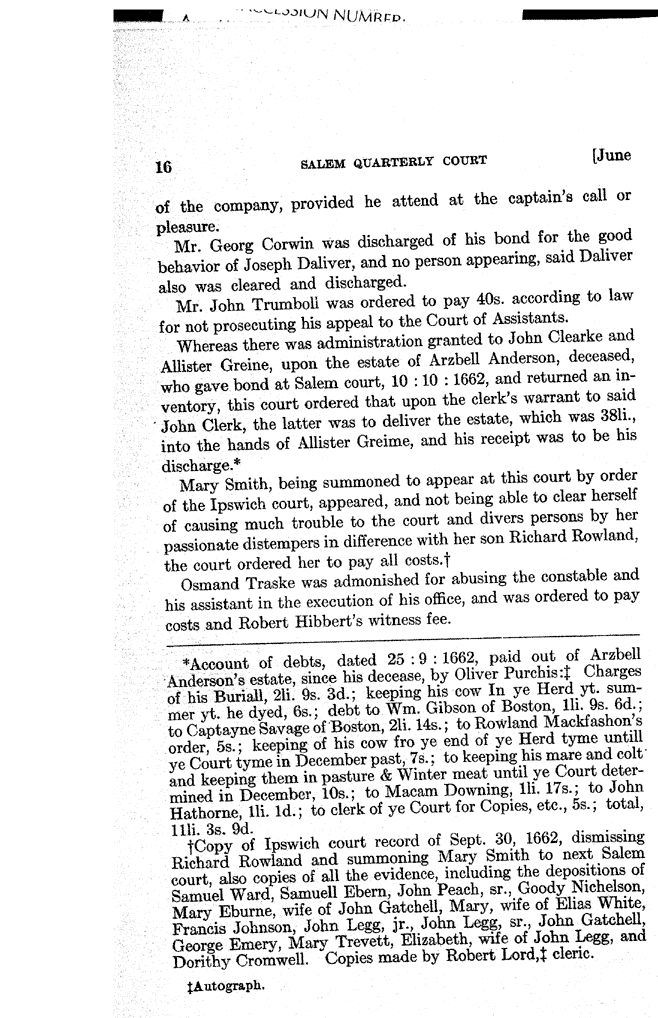 CCESSION NUMBER.
16 SALEM QUARTERLY COURT [June
of the company, provided he attend at the captain's call or
pleasure.
Mr. Georg Corwin was discharged of his bond for the good
behavior of Joseph Daliver, and no person appearing, said Daliver
also was cleared and discharged.
Mr. John Trumboll was ordered to pay 40s. according to law
for not prosecuting his appeal to the Court of Assistants.
Whereas there was administration granted to John Clearke and
Allister Greine, upon the estate of Arzbell Anderson, deceased,
who gave bond at Salem court, 10 : 10 : 1662, and returned an in-
ventory, this court ordered that upon the clerk's warrant to said
John Clerk, the latter was to deliver the estate, which was 38li.,
into the hands of Allister Greime, and his receipt was to be his
discharge.*
Mary Smith, being summoned to appear at this court by order
of the Ipswich court, appeared, and not being able to clear herself
of causing much trouble to the court and divers persons by her
passionate distempers in difference with her son Richard Rowland,
the court ordered her to pay all costs.†
Osmand Traske was admonished for abusing the constable and
his assistant in the execution of his office, and was ordered to pay
costs and Robert Hibbert's witness fee.
*Account of debts, dated 25 : 9 : 1662, paid out of Arzbell
Anderson's estate, since his decease, by Oliver Purchis:‡ Charges
of his Buriall, 2li. 9s. 3d.; keeping his cow In ye Herd yt. sum-
mer yt. he dyed, 6s.; debt to Wm. Gibson of Boston, 1li. 9s. 6d.;
to Captayne Savage of Boston, 2li. 14s.; to Rowland Mackfashon's
order, 5s.; keeping of his cow fro ye end of ye Herd tyme untill
ye Court tyme in December past, 7s.; to keeping his mare and colt
and keeping them in pasture & Winter meat until ye Court deter-
mined in December, 10s.; to Macam Downing, 1li. 17s.; to John
Hathorne, 1li. 1d.; to clerk of ye Court for Copies, etc., 5s.; total,
11li. 3s. 9d.
†Copy of Ipswich court record of Sept. 30, 1662, dismissing
Richard Rowland and summoning Mary Smith to next Salem
court, also copies of all the evidence, including the depositions of
Samuel Ward, Samuell Ebern, John Peach, sr., Goody Nichelson,
Mary Eburne, wife of John Gatchell, Mary, wife of Elias White,
Francis Johnson, John Legg, jr., John Legg, sr., John Gatchell,
George Emery, Mary Trevett, Elizabeth, wife of John Legg, and
Dorithy Cromwell. Copies made by Robert Lord,‡ cleric.
‡Autograph.